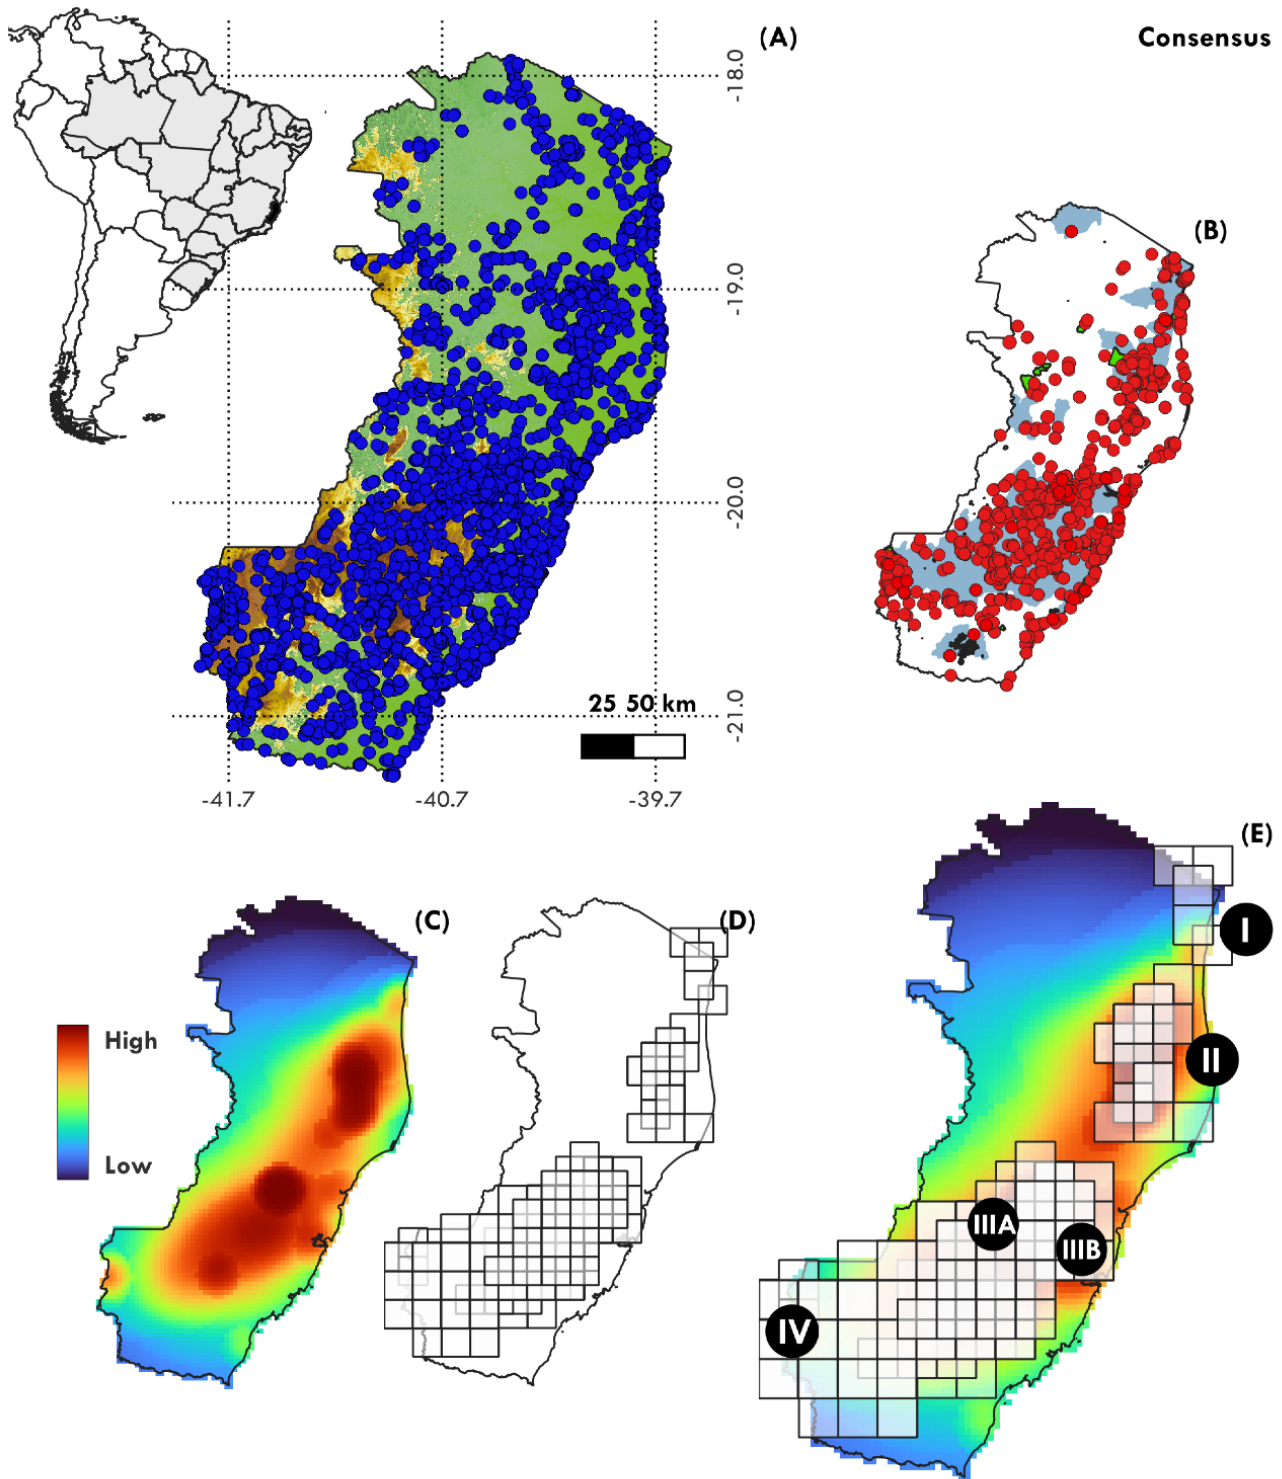 (A)
Consensus
-18.0
(B)
-19.0
-20.0
25 50 km
-21.0
-41.7
-40.7
-39.7
(C)
(D)
(E)
High
Low
I
II
IIIA
IIIB
IV